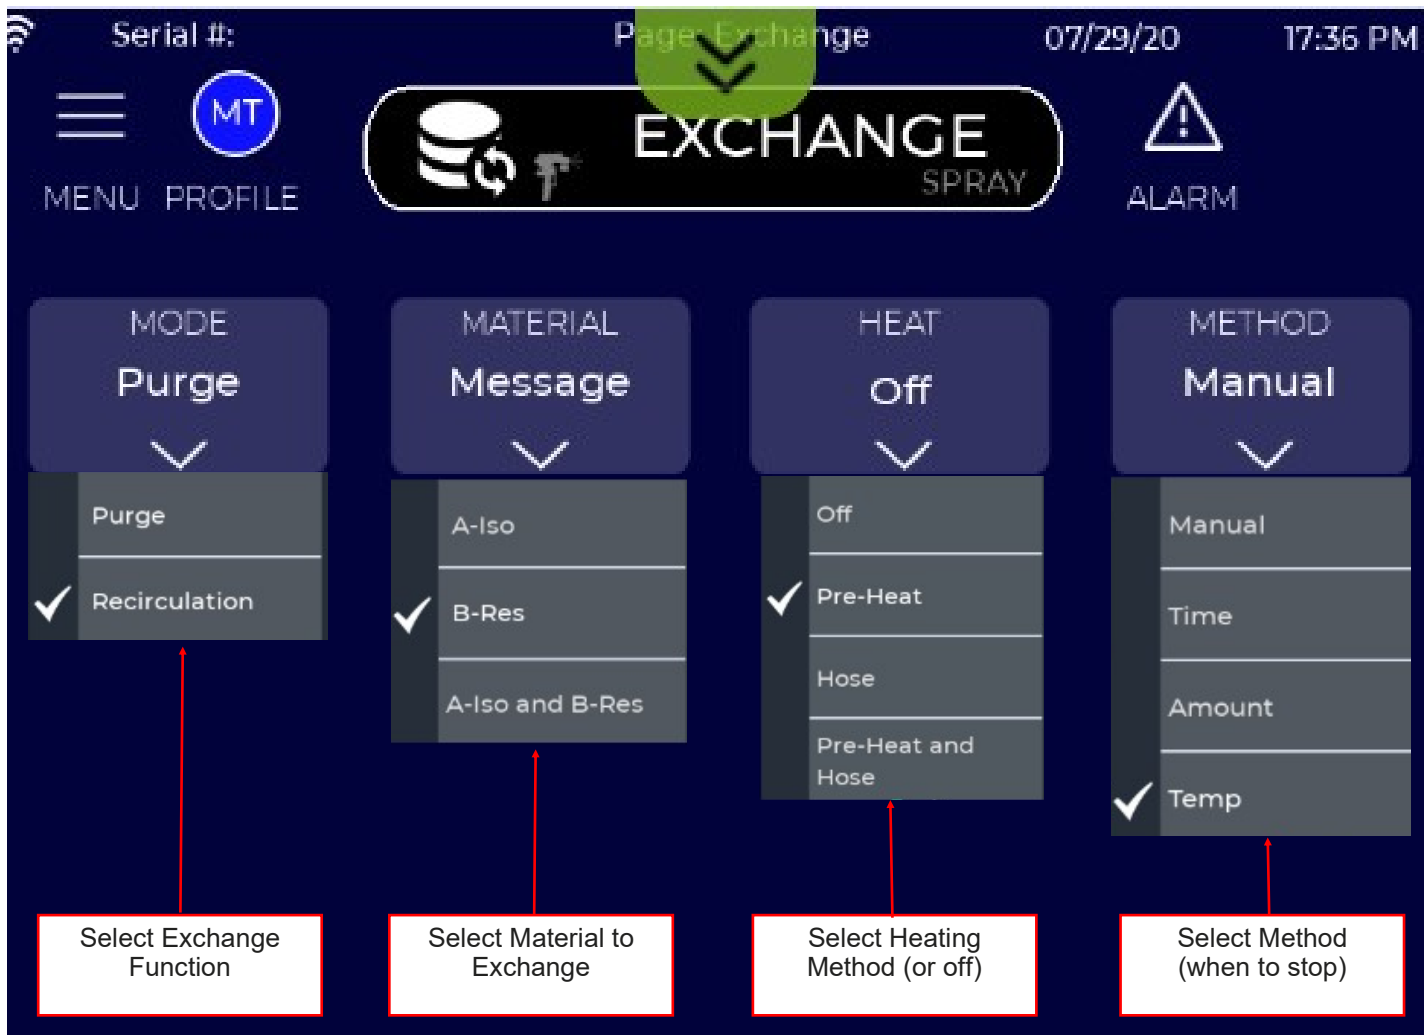 Serial #:
Page: Exchange
07/29/20
17:36 PM
MT
MENU
PROFILE
EXCHANGE
SPRAY
ALARM
MODE
Purge
Purge
Recirculation
Select Exchange
Function
MATERIAL
Message
A-Iso
B-Res
A-Iso and B-Res
Select Material to
Exchange
HEAT
Off
Off
Pre-Heat
Hose
Pre-Heat and
Hose
Select Heating
Method (or off)
METHOD
Manual
Manual
Time
Amount
Temp
Select Method
(when to stop)